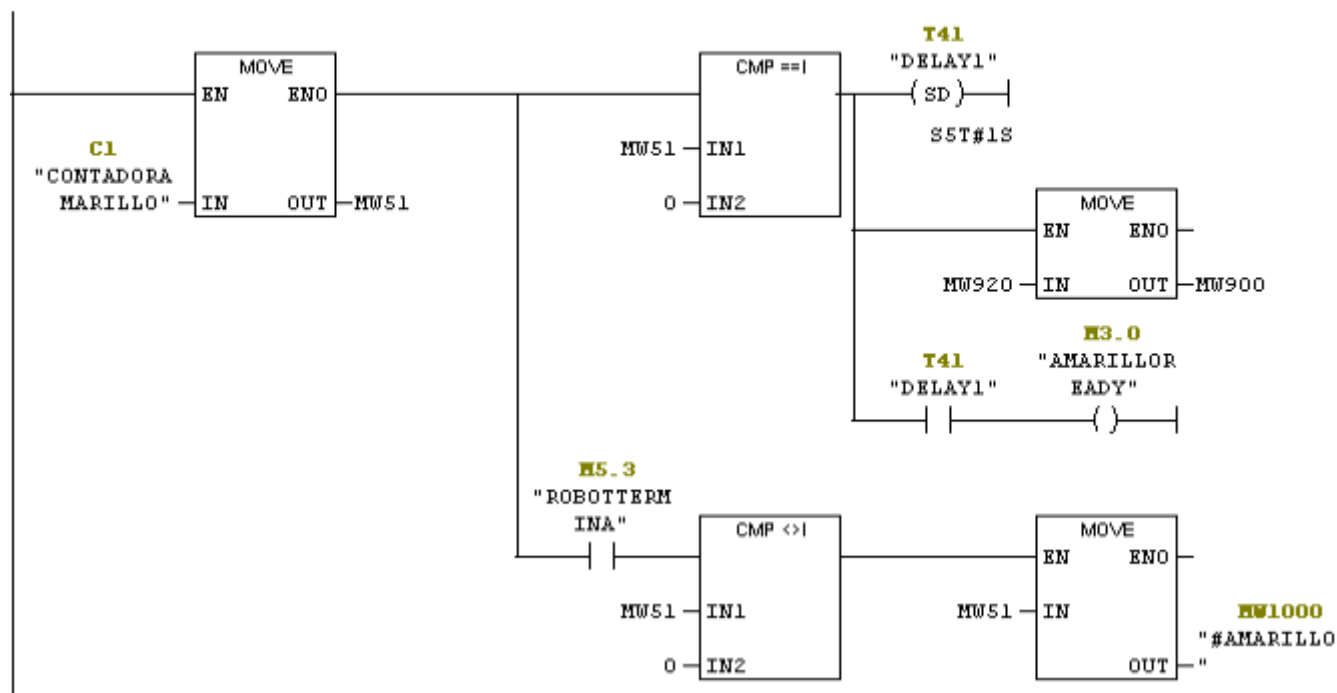 MOVE
EN ENO
C1
"CONTADORA
MARILLO"
IN OUT
MW51
CMP ==I
MW51
IN1
0
IN2
T41
"DELAY1"
(SD)
S5T#1S
MOVE
EN ENO
MW920
IN OUT
MW900
T41
"DELAY1"
M3.0
"AMARILLOR
EADY"
( )
M5.3
"ROBOTTERM
INA"
CMP <>I
MW51
IN1
0
IN2
MOVE
EN ENO
MW51
IN
OUT
MW1000
"#AMARILLO
"